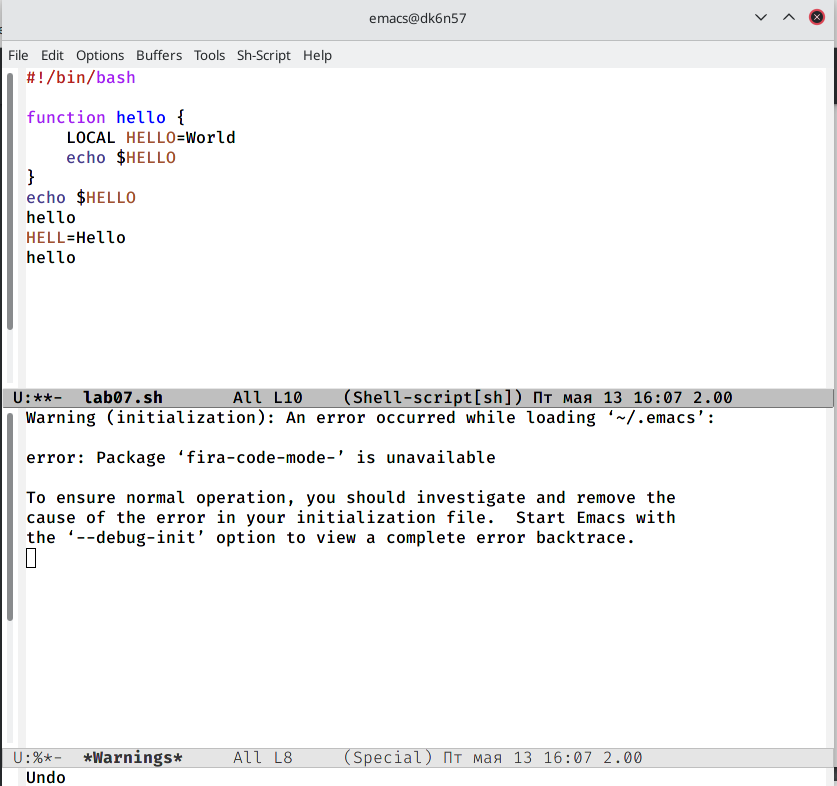 emacs@dk6n57
File Edit Options Buffers Tools Sh-Script Help
#!/bin/bash
function hello {
    LOCAL HELLO=World
    echo $HELLO
}
echo $HELLO
hello
HELL=Hello
hello
U:**-  lab07.sh       All L10    (Shell-script[sh]) Пт мая 13 16:07 2.00
Warning (initialization): An error occurred while loading ‘~/.emacs’:
error: Package ‘fira-code-mode-’ is unavailable
To ensure normal operation, you should investigate and remove the
cause of the error in your initialization file.  Start Emacs with
the ‘--debug-init’ option to view a complete error backtrace.
U:%*-  *Warnings*     All L8     (Special) Пт мая 13 16:07 2.00
Undo